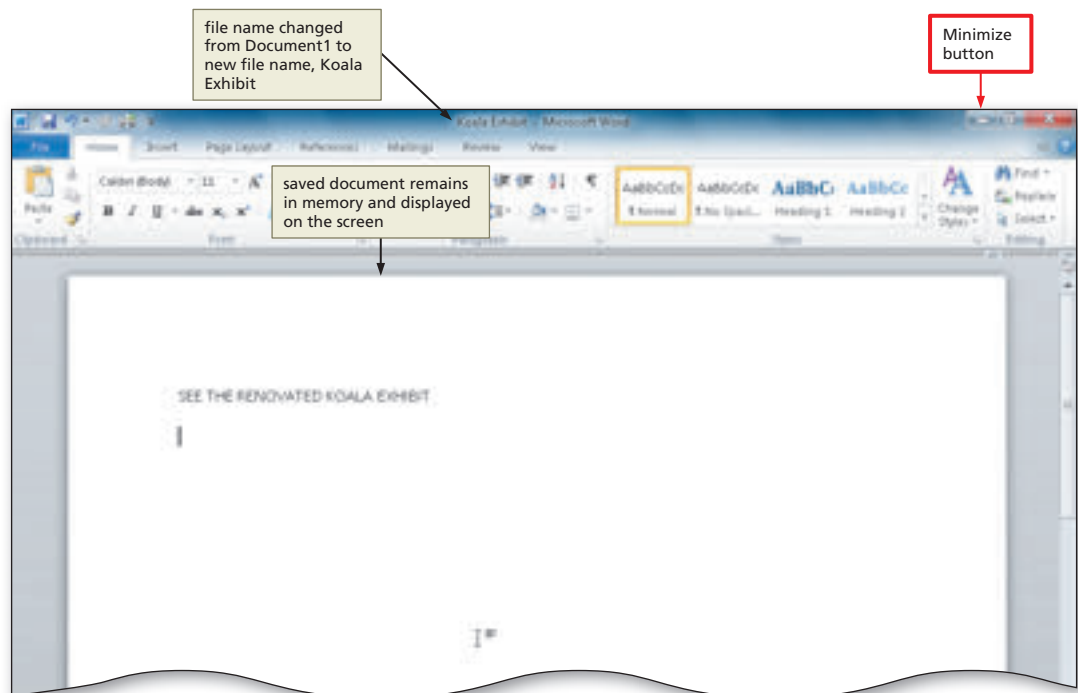 file name changed
from Document1 to
new file name, Koala
Exhibit
Minimize
button
Koala Exhibit - Microsoft Word
File Home Insert Page Layout References Mailings Review View
saved document remains
in memory and displayed
on the screen
Calibri (Body) 11
Paste
B I U abc x₂ x²
AaBbCcDc AaBbCcDc AaBbC AaBbCc
¶ Normal ¶ No Spaci... Heading 1 Heading 2
Change
Styles
Find
Replace
Select
Clipboard Font Paragraph Styles Editing
SEE THE RENOVATED KOALA EXHIBIT